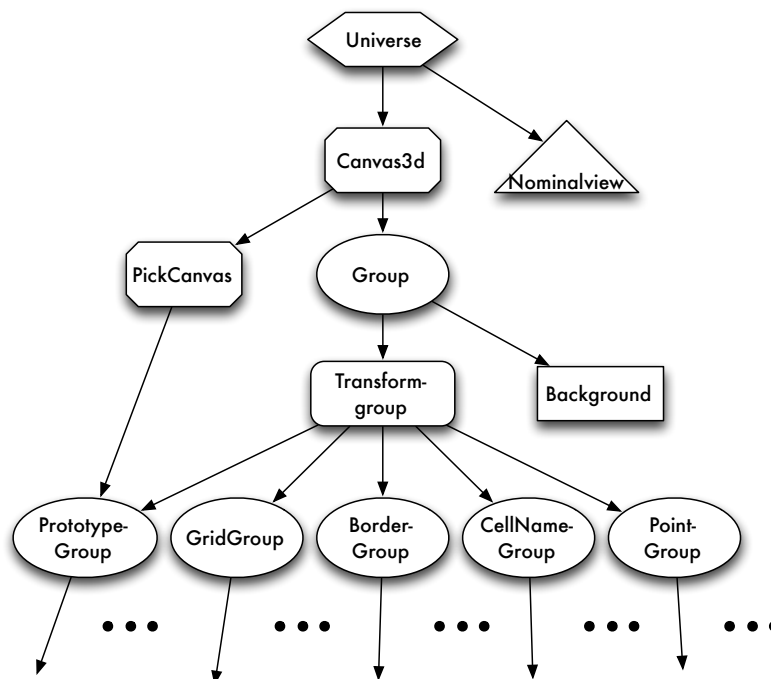 Universe
Canvas3d
Nominalview
PickCanvas
Group
Transform-
group
Background
Prototype-
Group
GridGroup
Border-
Group
CellName-
Group
Point-
Group